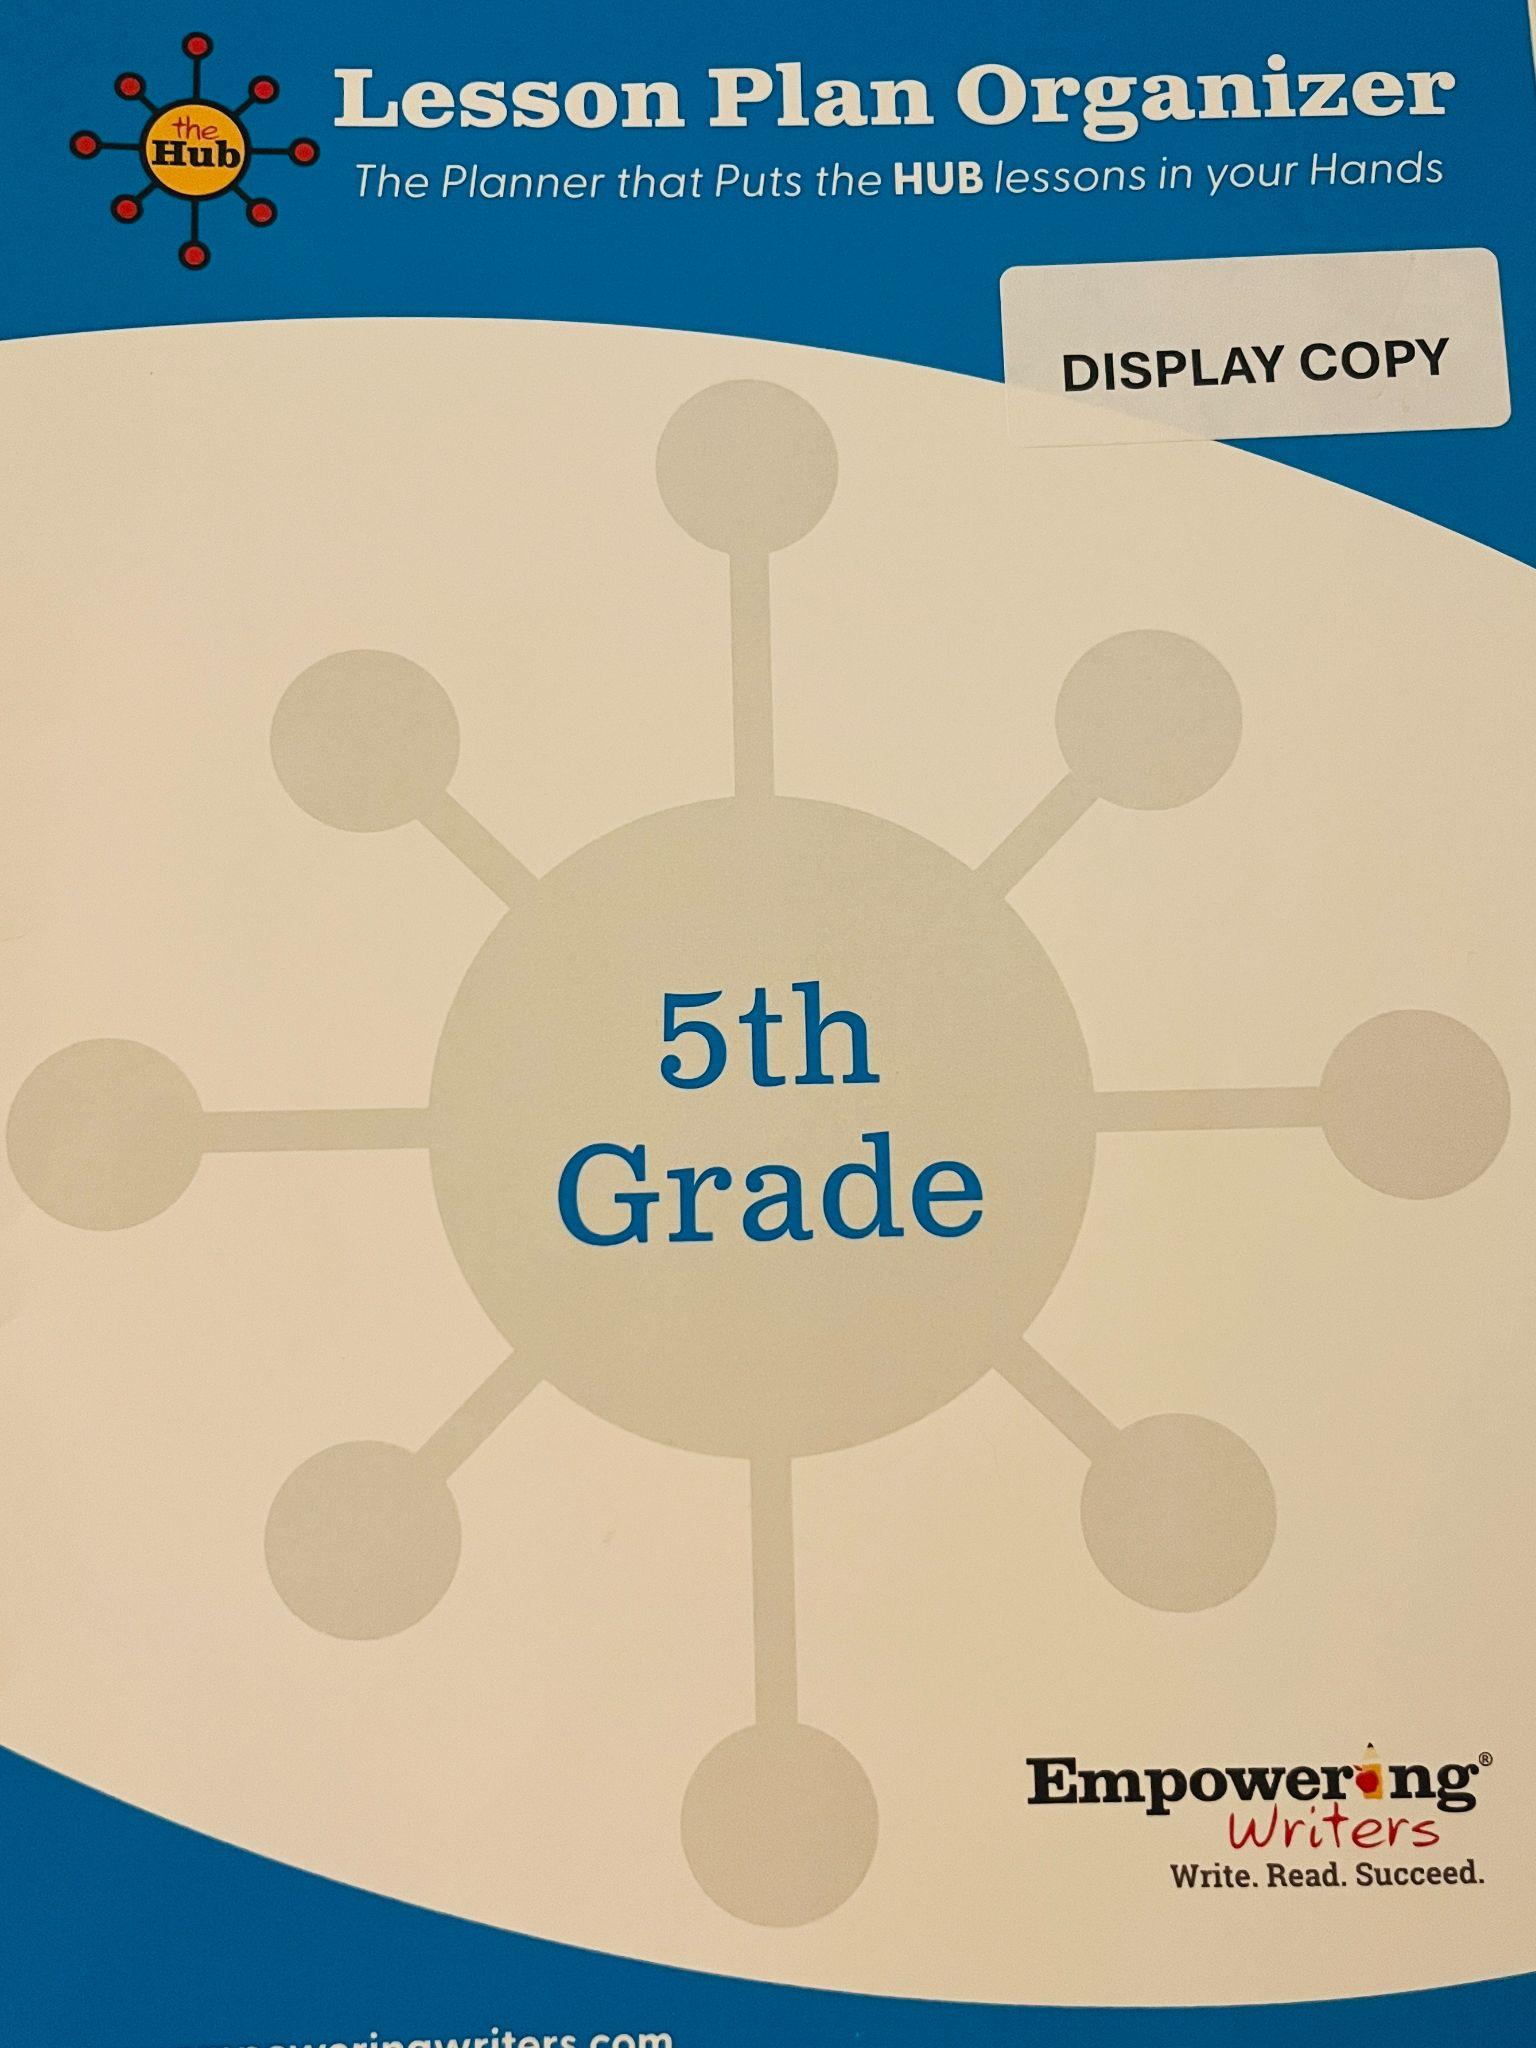 the
Hub
Lesson Plan Organizer
The Planner that Puts the HUB lessons in your Hands
DISPLAY COPY
5th
Grade
Empowering®
Writers
Write. Read. Succeed.